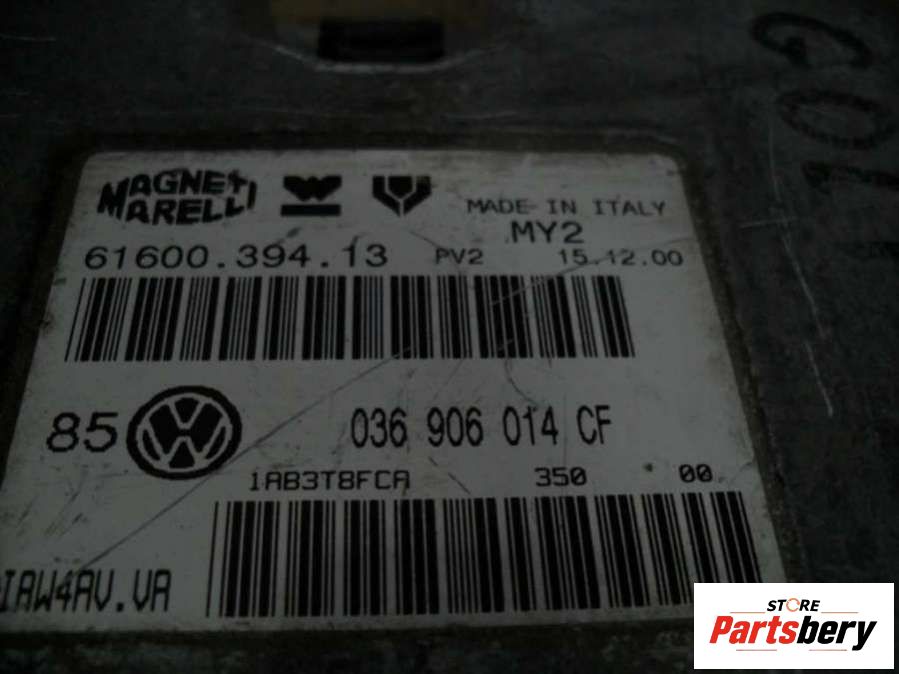 GOLF
MAGNETI
MARELLI
MADE IN ITALY
MY2
61600.394.13 PV2 15.12.00
85 036 906 014 CF
1AB3T8FCA 350 00
IAW4AV.VA
STORE
Partsbery